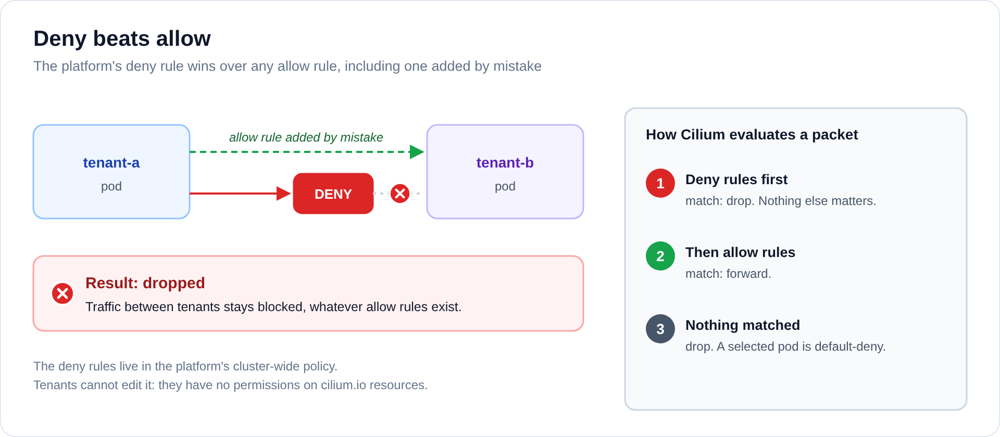 Deny beats allow
The platform's deny rule wins over any allow rule, including one added by mistake
tenant-a
pod
allow rule added by mistake
DENY
tenant-b
pod
Result: dropped
Traffic between tenants stays blocked, whatever allow rules exist.
The deny rules live in the platform's cluster-wide policy.
Tenants cannot edit it: they have no permissions on cilium.io resources.
How Cilium evaluates a packet
1
Deny rules first
match: drop. Nothing else matters.
2
Then allow rules
match: forward.
3
Nothing matched
drop. A selected pod is default-deny.